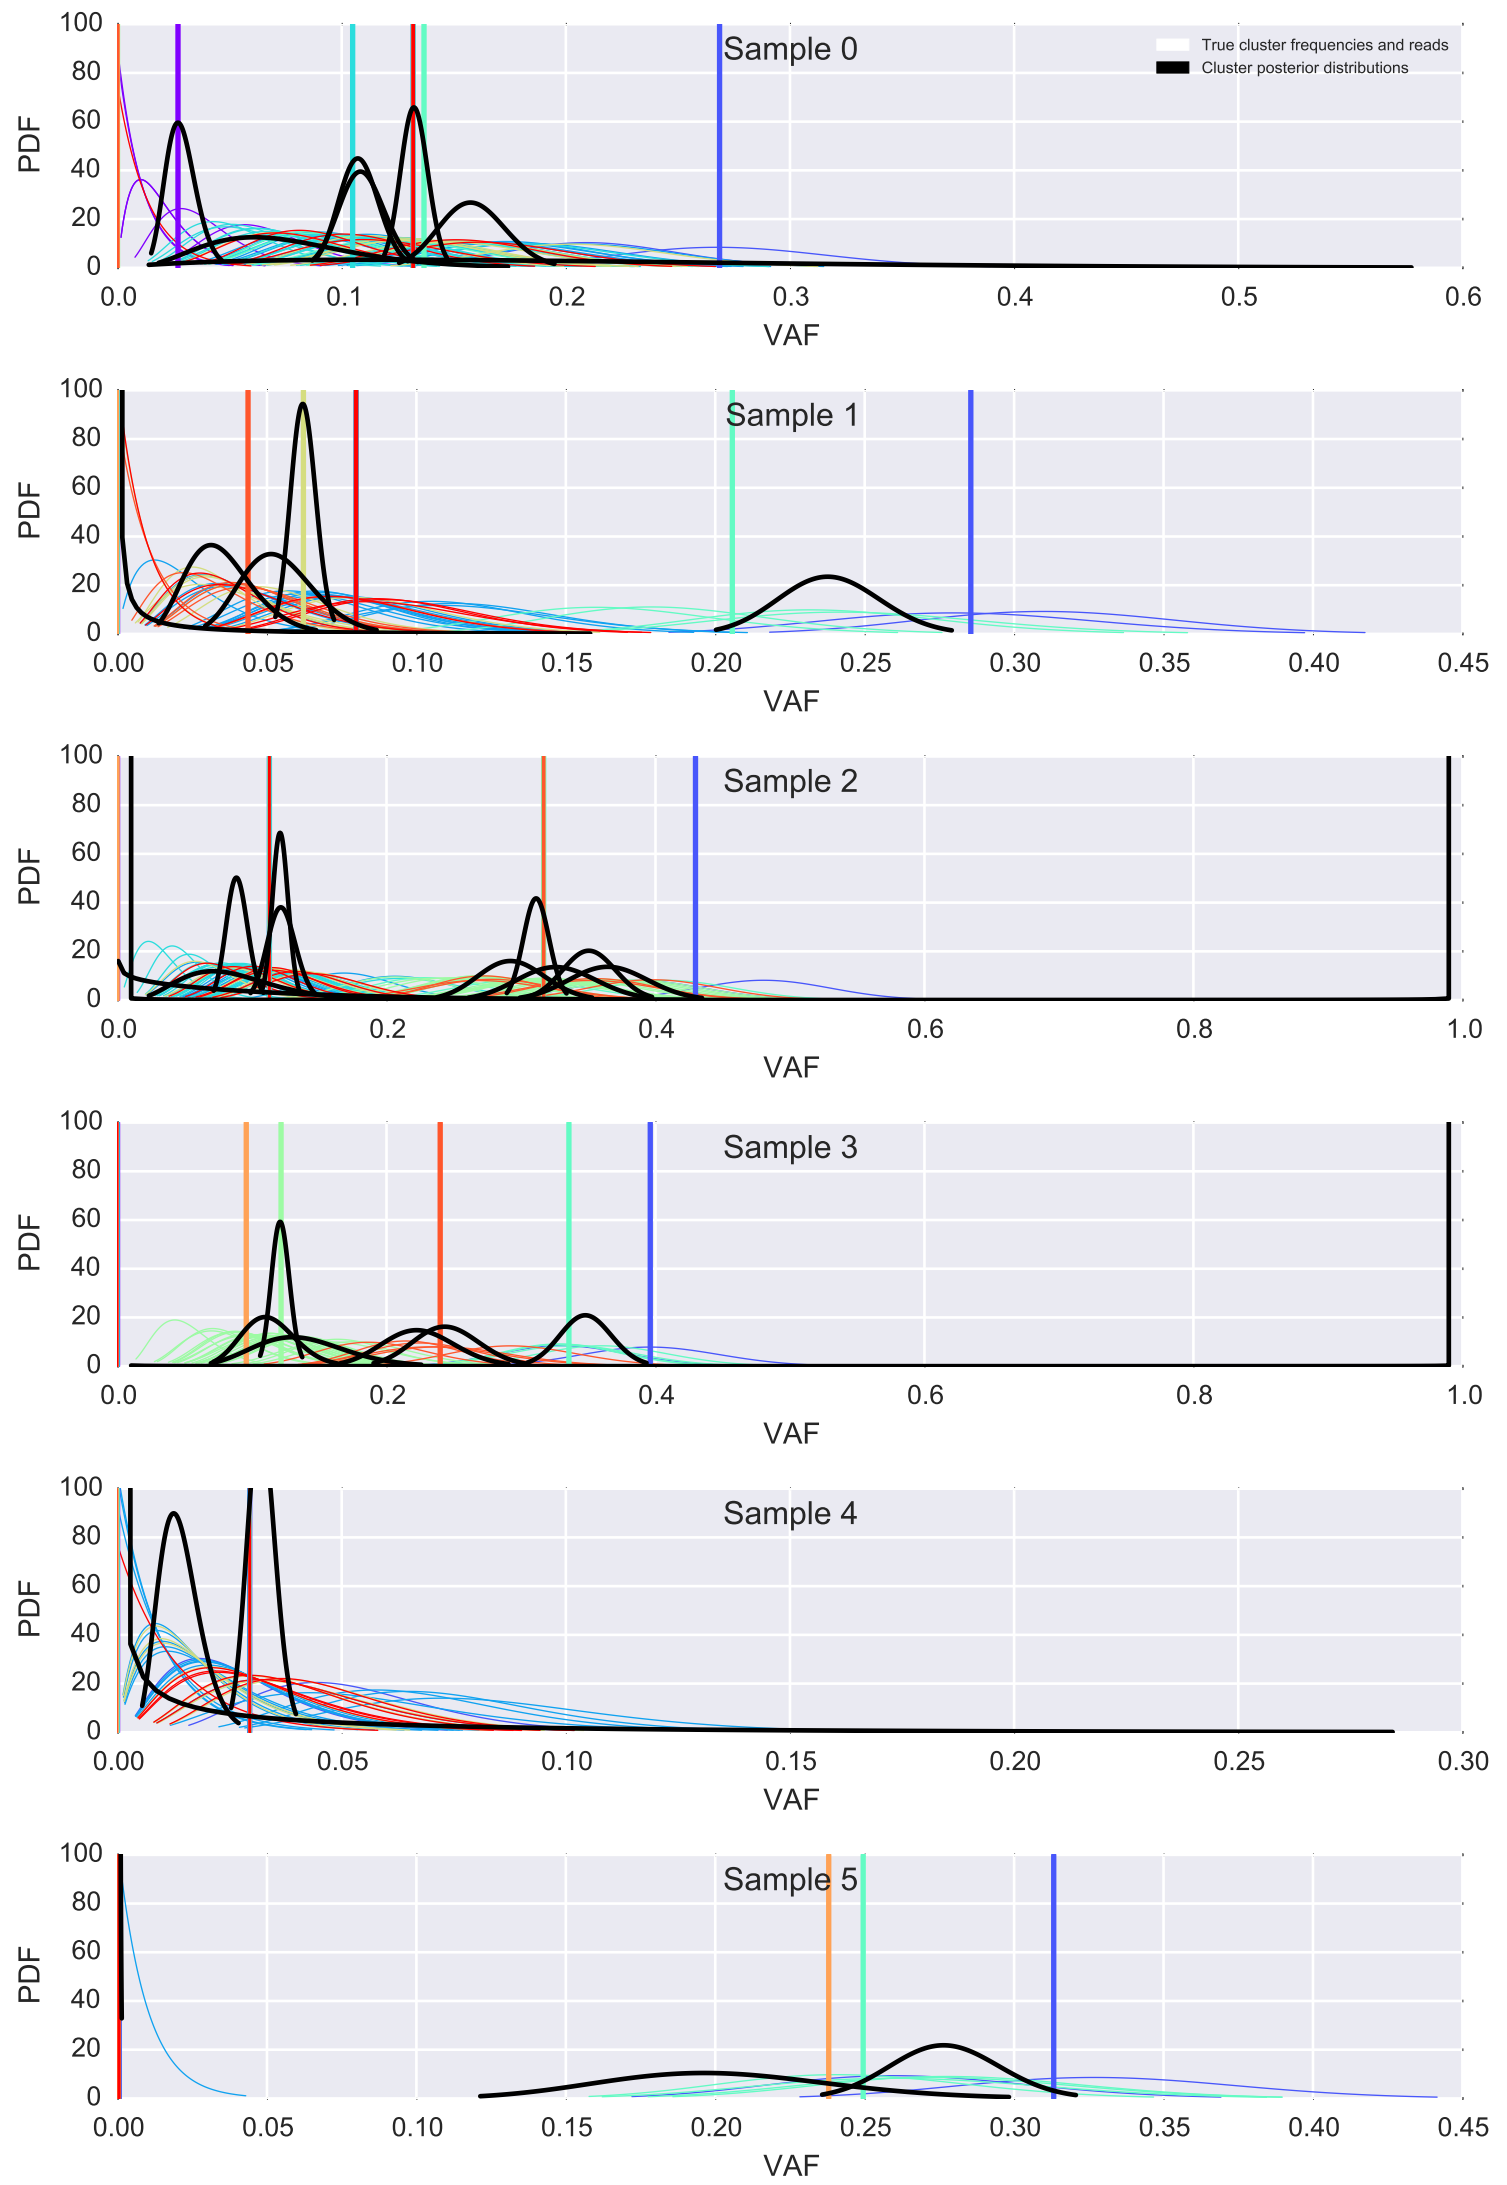 Sample 0
True cluster frequencies and reads
Cluster posterior distributions
PDF
100
80
60
40
20
0
0.0 0.1 0.2 0.3 0.4 0.5 0.6
VAF
Sample 1
PDF
100
80
60
40
20
0
0.00 0.05 0.10 0.15 0.20 0.25 0.30 0.35 0.40 0.45
VAF
Sample 2
PDF
100
80
60
40
20
0
0.0 0.2 0.4 0.6 0.8 1.0
VAF
Sample 3
PDF
100
80
60
40
20
0
0.0 0.2 0.4 0.6 0.8 1.0
VAF
Sample 4
PDF
100
80
60
40
20
0
0.00 0.05 0.10 0.15 0.20 0.25 0.30
VAF
Sample 5
PDF
100
80
60
40
20
0
0.00 0.05 0.10 0.15 0.20 0.25 0.30 0.35 0.40 0.45
VAF